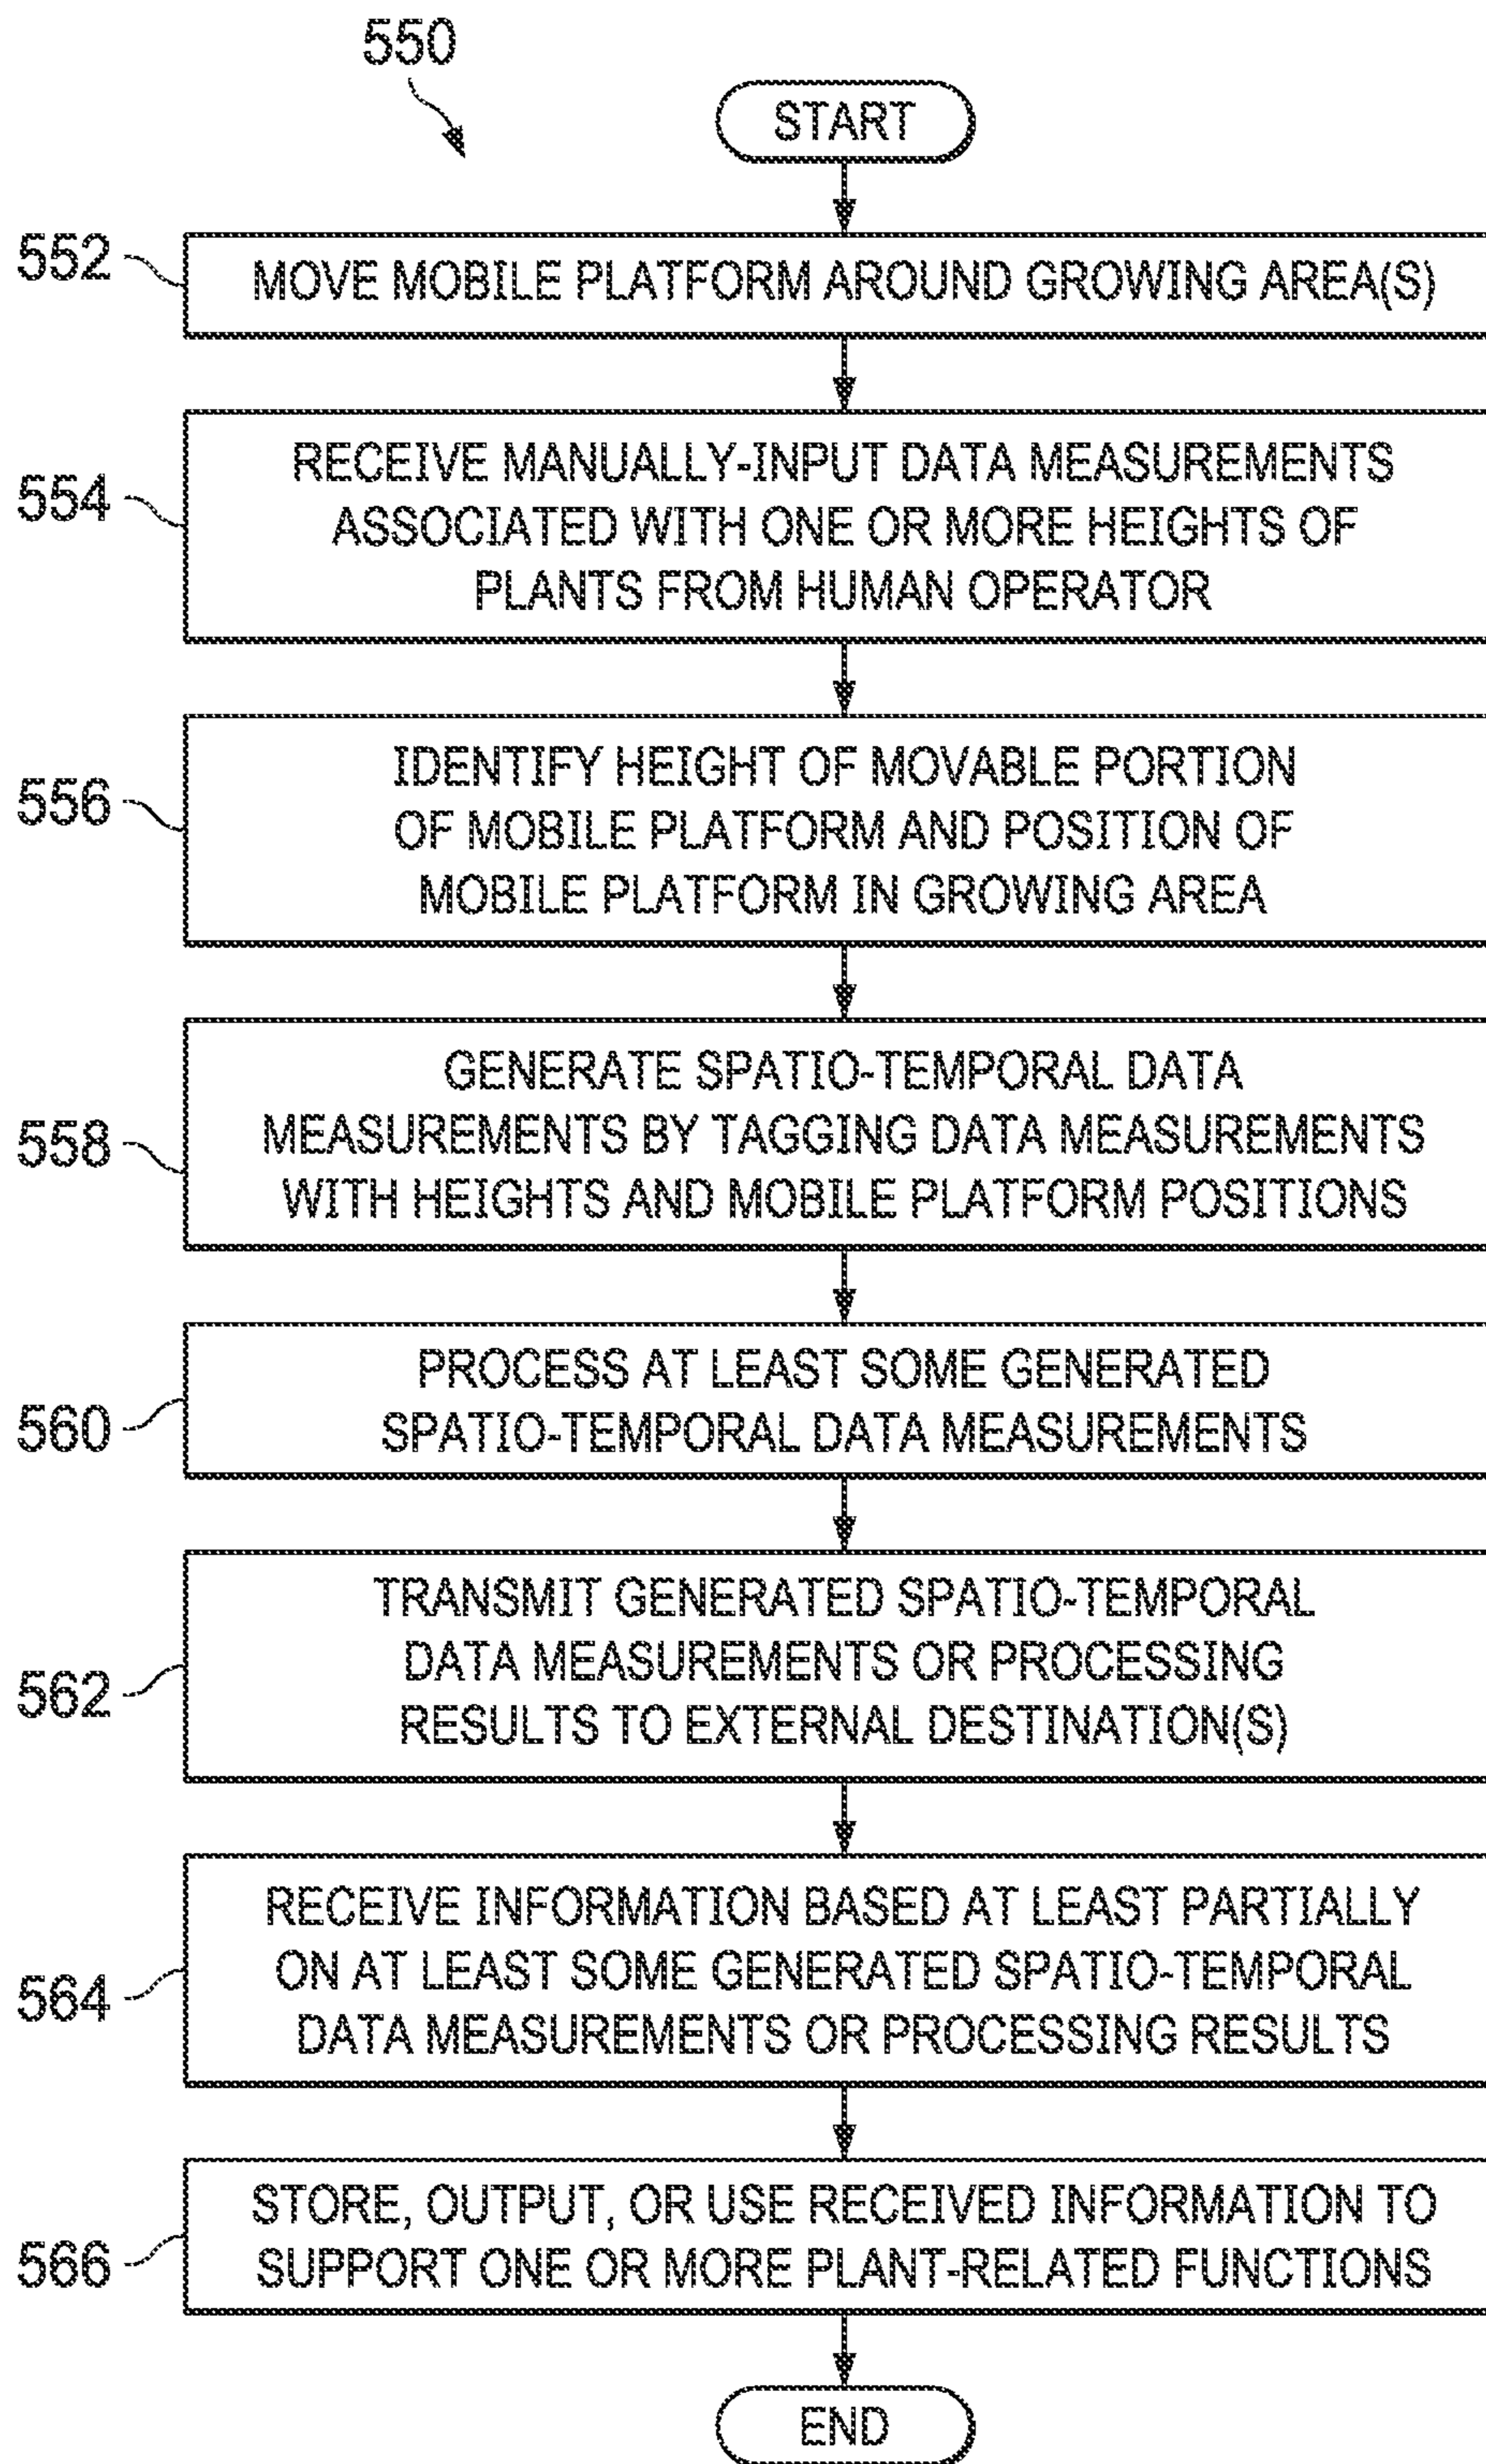 550
START
552
MOVE MOBILE PLATFORM AROUND GROWING AREA(S)
554
RECEIVE MANUALLY-INPUT DATA MEASUREMENTS
ASSOCIATED WITH ONE OR MORE HEIGHTS OF
PLANTS FROM HUMAN OPERATOR
556
IDENTIFY HEIGHT OF MOVABLE PORTION
OF MOBILE PLATFORM AND POSITION OF
MOBILE PLATFORM IN GROWING AREA
558
GENERATE SPATIO-TEMPORAL DATA
MEASUREMENTS BY TAGGING DATA MEASUREMENTS
WITH HEIGHTS AND MOBILE PLATFORM POSITIONS
560
PROCESS AT LEAST SOME GENERATED
SPATIO-TEMPORAL DATA MEASUREMENTS
562
TRANSMIT GENERATED SPATIO-TEMPORAL
DATA MEASUREMENTS OR PROCESSING
RESULTS TO EXTERNAL DESTINATION(S)
564
RECEIVE INFORMATION BASED AT LEAST PARTIALLY
ON AT LEAST SOME GENERATED SPATIO-TEMPORAL
DATA MEASUREMENTS OR PROCESSING RESULTS
566
STORE, OUTPUT, OR USE RECEIVED INFORMATION TO
SUPPORT ONE OR MORE PLANT-RELATED FUNCTIONS
END